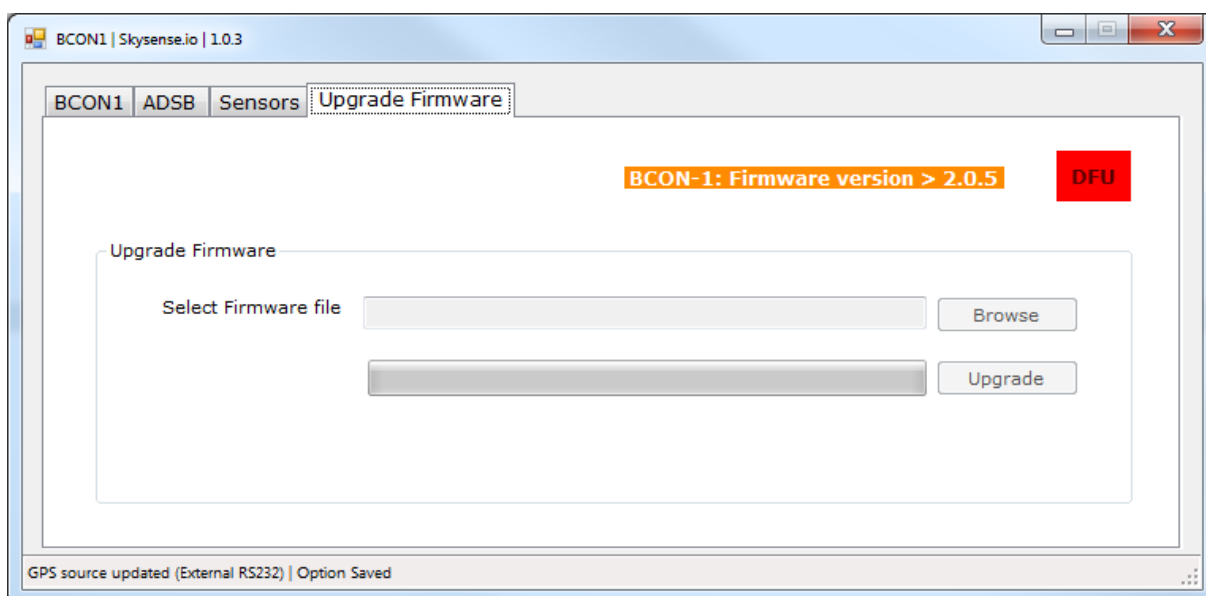 BCON1 | Skysense.io | 1.0.3
BCON1 ADSB Sensors Upgrade Firmware
BCON-1: Firmware version > 2.0.5 DFU
Upgrade Firmware
Select Firmware file Browse
Upgrade
GPS source updated (External RS232) | Option Saved